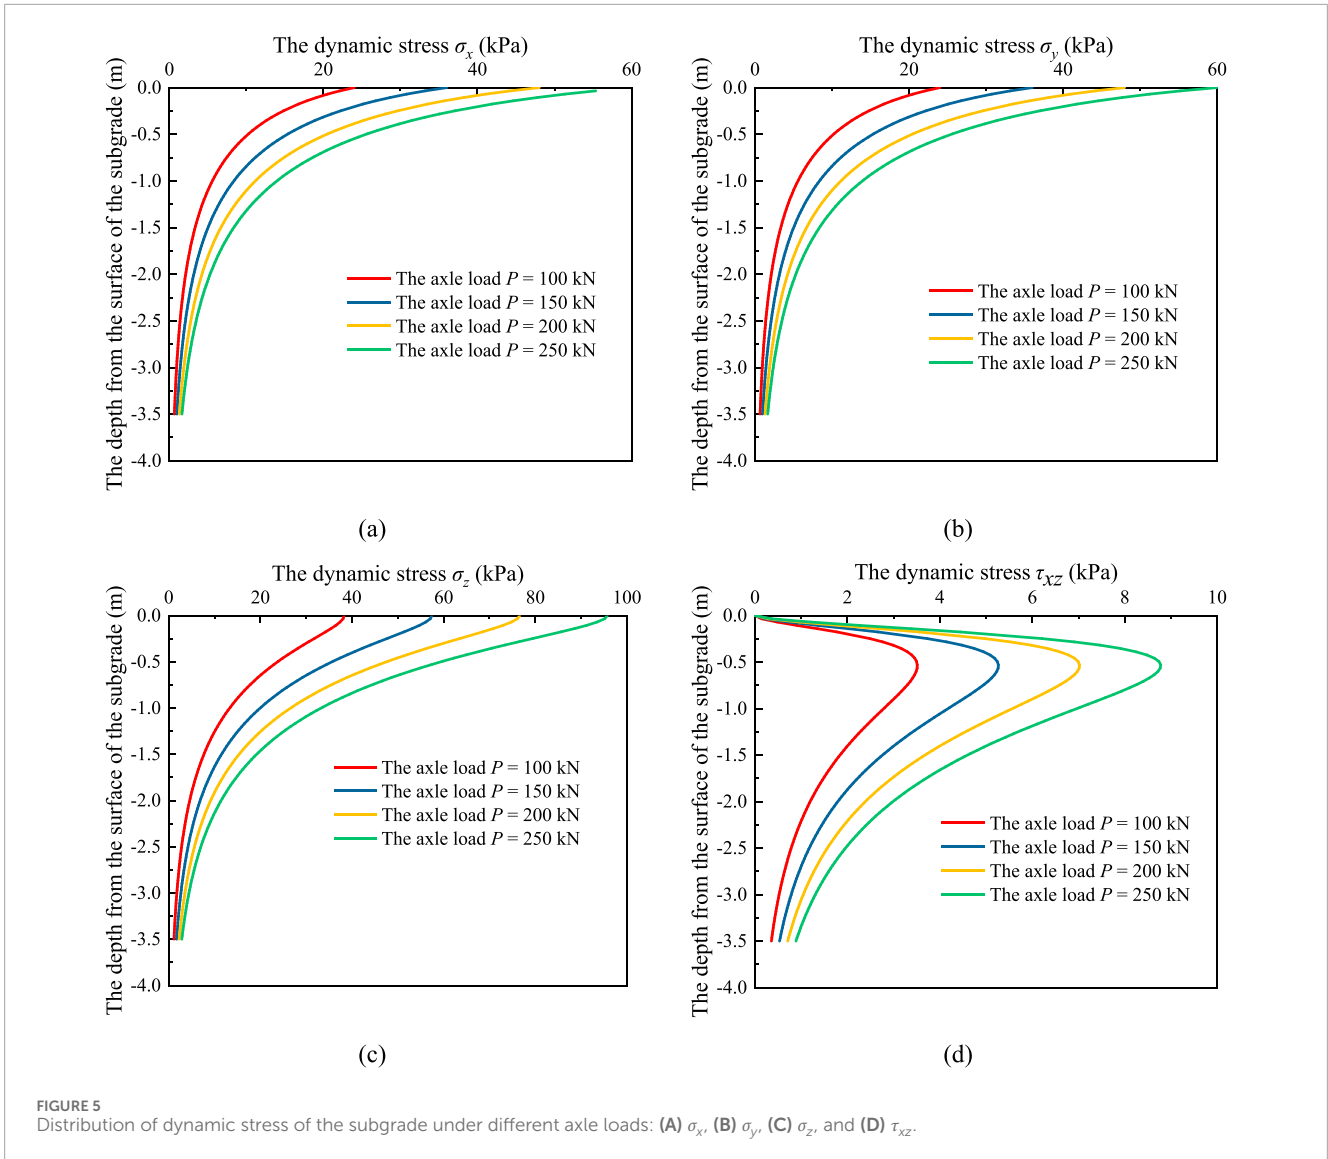 The dynamic stress σx (kPa)
0 20 40 60
The depth from the surface of the subgrade (m)
0.0
-0.5
-1.0
-1.5
-2.0
-2.5
-3.0
-3.5
-4.0
The axle load P = 100 kN
The axle load P = 150 kN
The axle load P = 200 kN
The axle load P = 250 kN
(a)
The dynamic stress σy (kPa)
0 20 40 60
The depth from the surface of the subgrade (m)
0.0
-0.5
-1.0
-1.5
-2.0
-2.5
-3.0
-3.5
-4.0
The axle load P = 100 kN
The axle load P = 150 kN
The axle load P = 200 kN
The axle load P = 250 kN
(b)
The dynamic stress σz (kPa)
0 20 40 60 80 100
The depth from the surface of the subgrade (m)
0.0
-0.5
-1.0
-1.5
-2.0
-2.5
-3.0
-3.5
-4.0
The axle load P = 100 kN
The axle load P = 150 kN
The axle load P = 200 kN
The axle load P = 250 kN
(c)
The dynamic stress τxz (kPa)
0 2 4 6 8 10
The depth from the surface of the subgrade (m)
0.0
-0.5
-1.0
-1.5
-2.0
-2.5
-3.0
-3.5
-4.0
The axle load P = 100 kN
The axle load P = 150 kN
The axle load P = 200 kN
The axle load P = 250 kN
(d)
FIGURE 5
Distribution of dynamic stress of the subgrade under different axle loads: (A) σx, (B) σy, (C) σz, and (D) τxz.